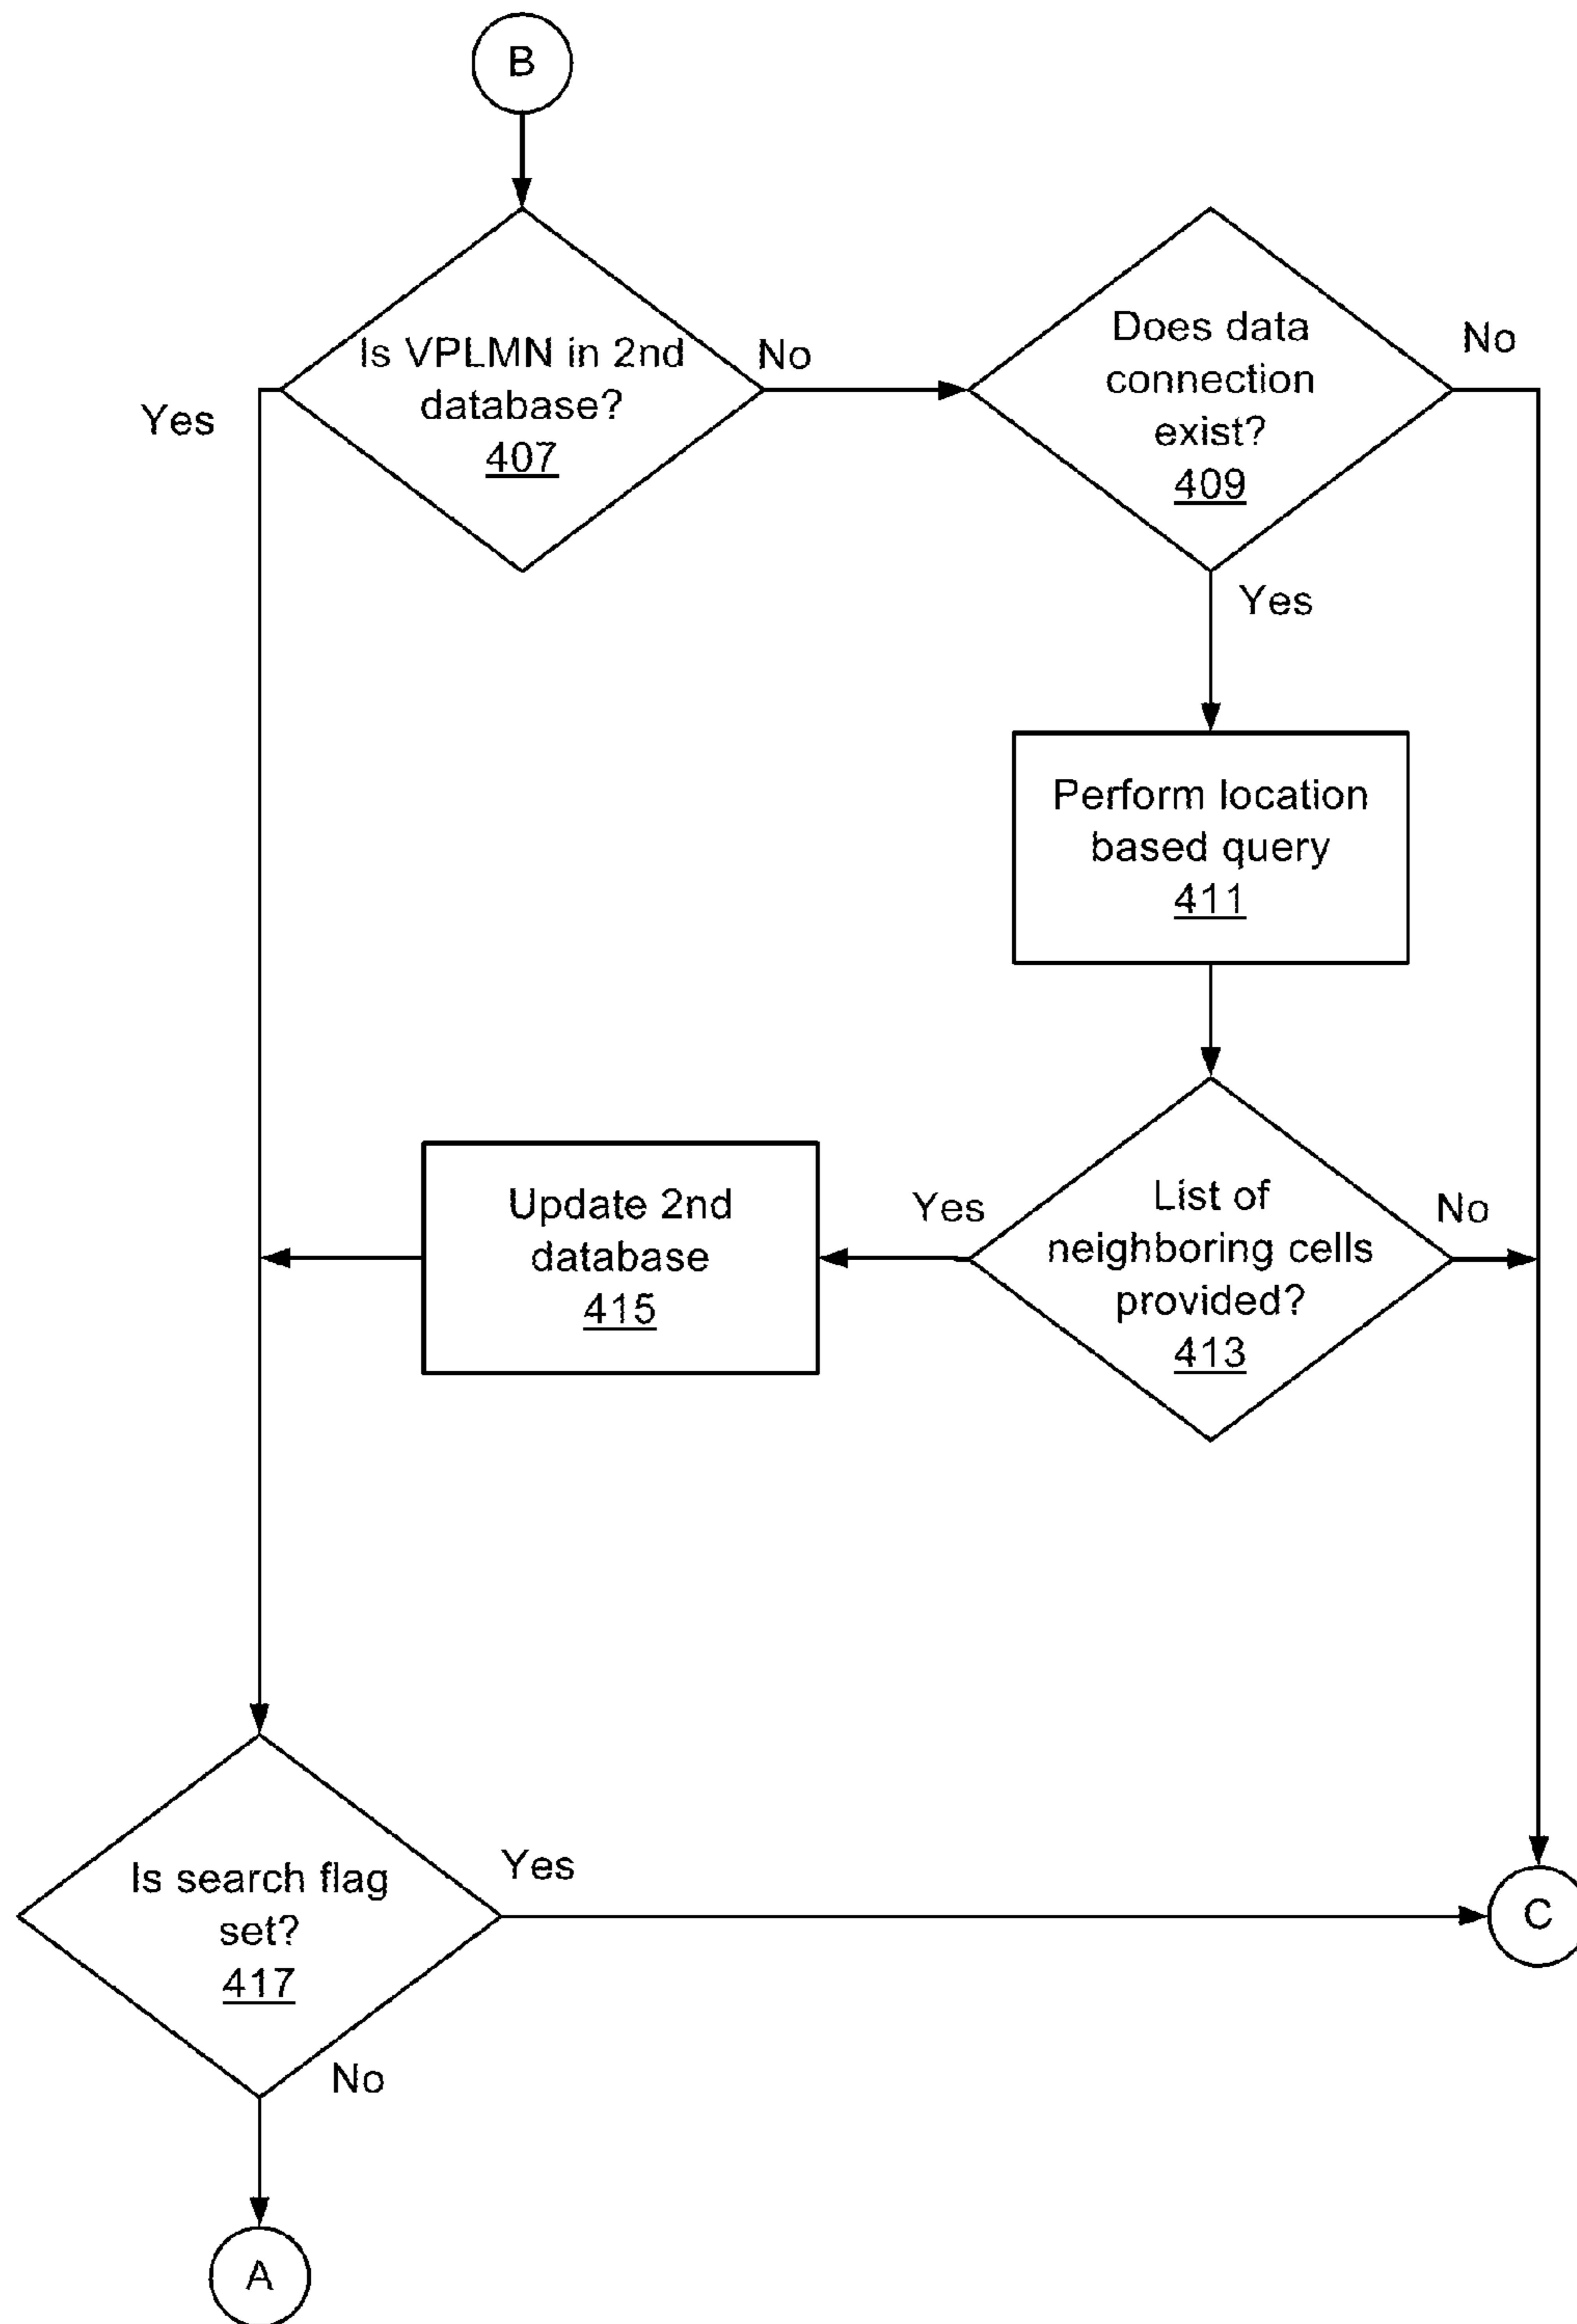 B
Is VPLMN in 2nd
database?
407
Yes
No
Does data
connection
exist?
409
No
Yes
Perform location
based query
411
List of
neighboring cells
provided?
413
Yes
No
Update 2nd
database
415
Is search flag
set?
417
Yes
No
C
A